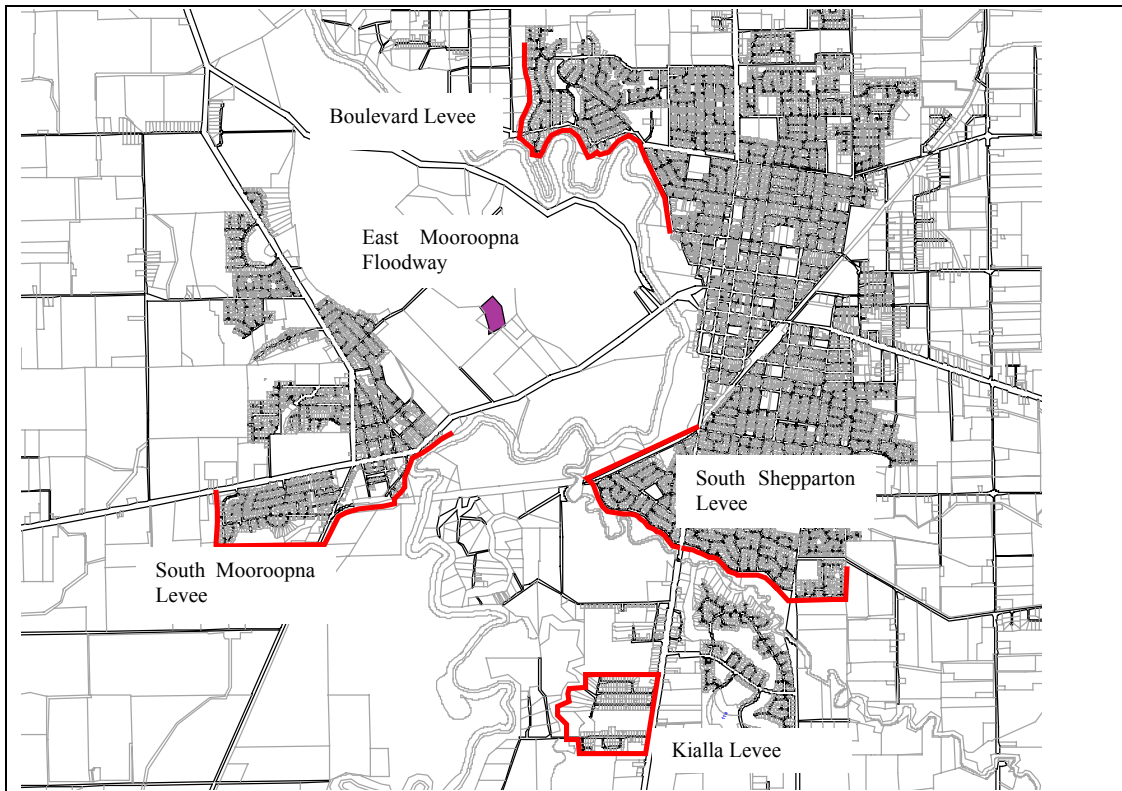 Boulevard Levee
East Mooroopna
Floodway
South Shepparton
Levee
South Mooroopna
Levee
Kialla Levee